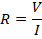 R = V/I